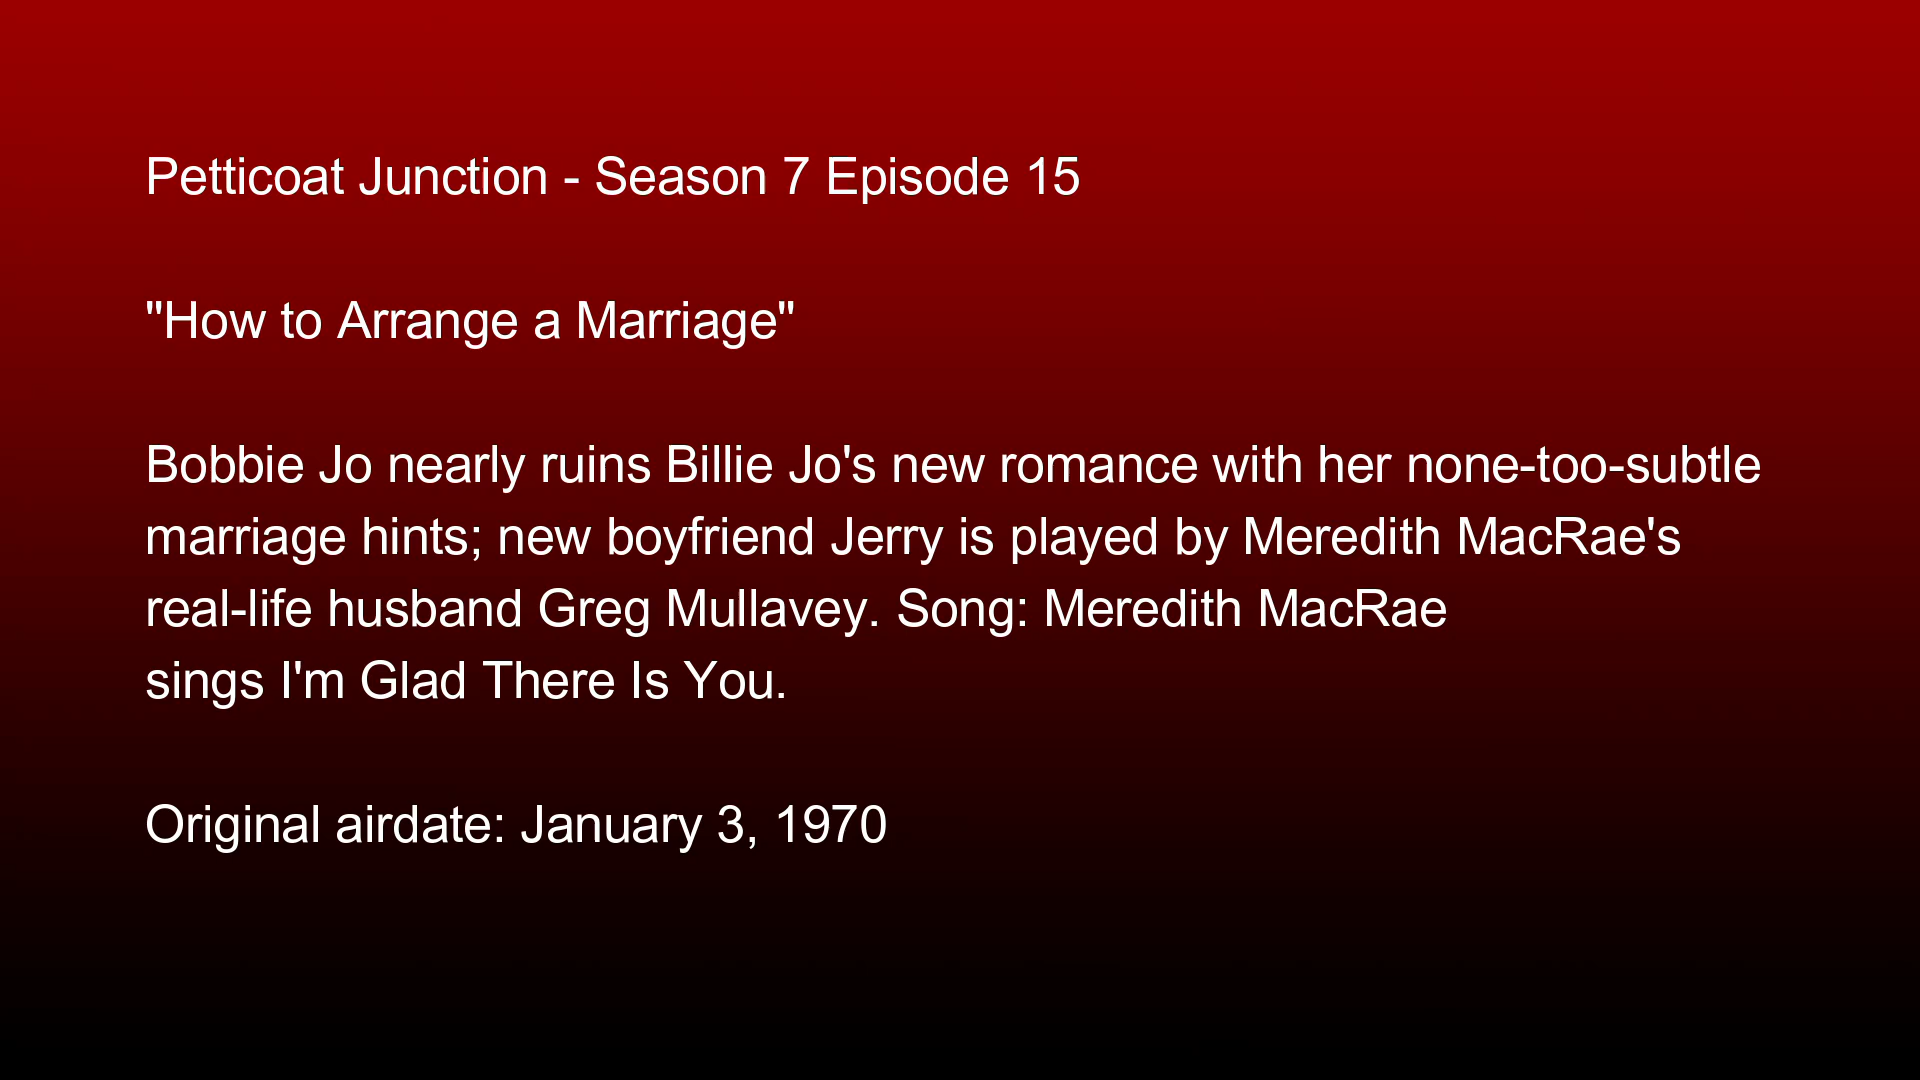 Petticoat Junction - Season 7 Episode 15
"How to Arrange a Marriage"
Bobbie Jo nearly ruins Billie Jo's new romance with her none-too-subtle
marriage hints; new boyfriend Jerry is played by Meredith MacRae's
real-life husband Greg Mullavey. Song: Meredith MacRae
sings I'm Glad There Is You.
Original airdate: January 3, 1970